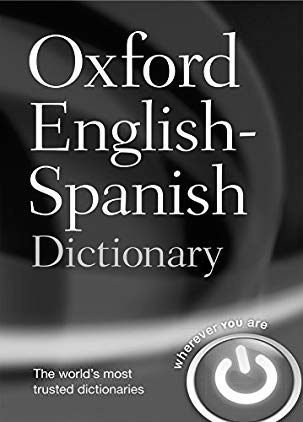 Oxford
English-
Spanish
Dictionary
wherever you are
The world's most
trusted dictionaries